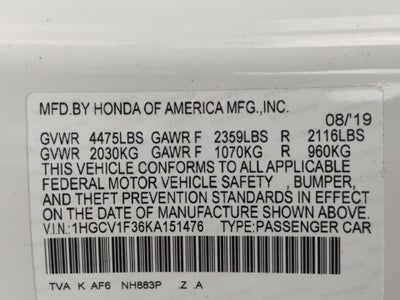 MFD.BY HONDA OF AMERICA MFG.,INC.
08/'19
GVWR 4475LBS GAWR F 2359LBS R 2116LBS
GVWR 2030KG GAWR F 1070KG R 960KG
THIS VEHICLE CONFORMS TO ALL APPLICABLE
FEDERAL MOTOR VEHICLE SAFETY , BUMPER,
AND THEFT PREVENTION STANDARDS IN EFFECT
ON THE DATE OF MANUFACTURE SHOWN ABOVE.
V.I.N.:1HGCV1F36KA151476 TYPE:PASSENGER CAR
TVA K AF6 NH883P .Z .A